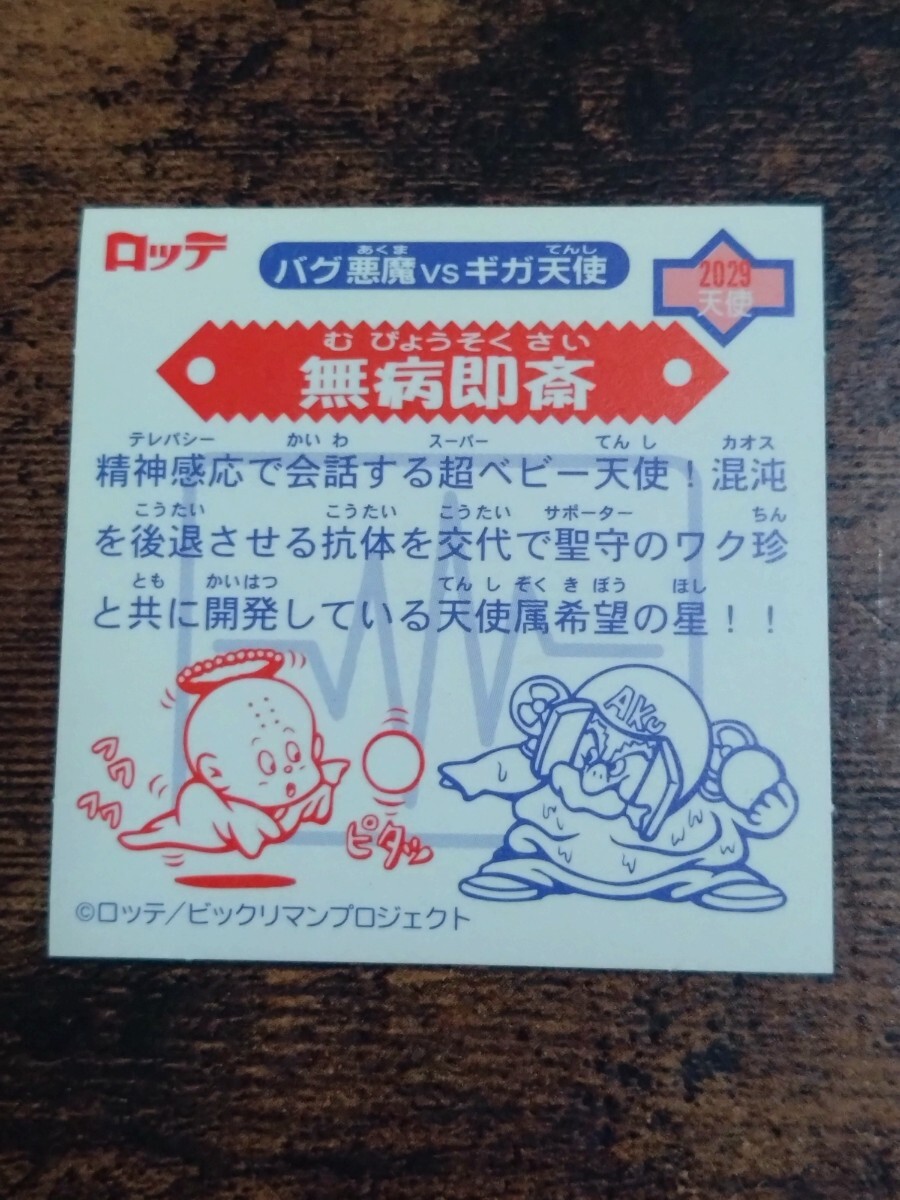 ロッテ
あくま てんし
バグ悪魔vsギガ天使
2029
天使
む びょうそく さい
無病即斎
テレパシー かいわ スーパー てんし カオス
精神感応で会話する超ベビー天使！混沌
こうたい こうたい こうたい サポーター ちん
を後退させる抗体を交代で聖守のワク珍
とも かいはつ てんしぞくきぼう ほし
と共に開発している天使属希望の星！！
AKU
フワ
フワ
ピタッ
©ロッテ/ビックリマンプロジェクト